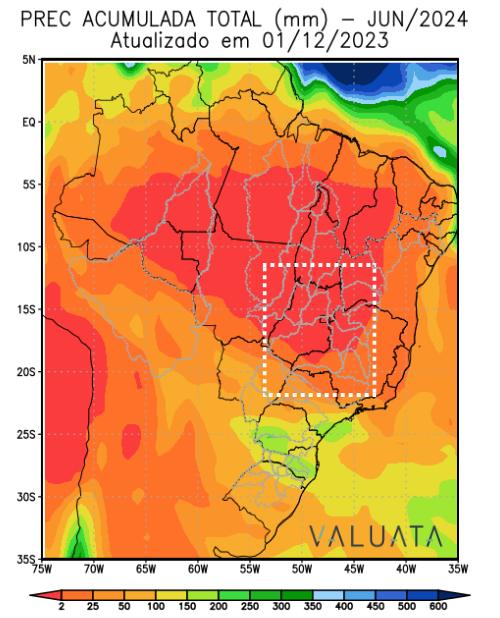 PREC ACUMULADA TOTAL (mm) – JUN/2024
Atualizado em 01/12/2023
5N
EQ
5S
10S
15S
20S
25S
30S
35S
VALUATA
75W 70W 65W 60W 55W 50W 45W 40W 35W
2 25 50 100 150 200 250 300 350 400 450 500 600